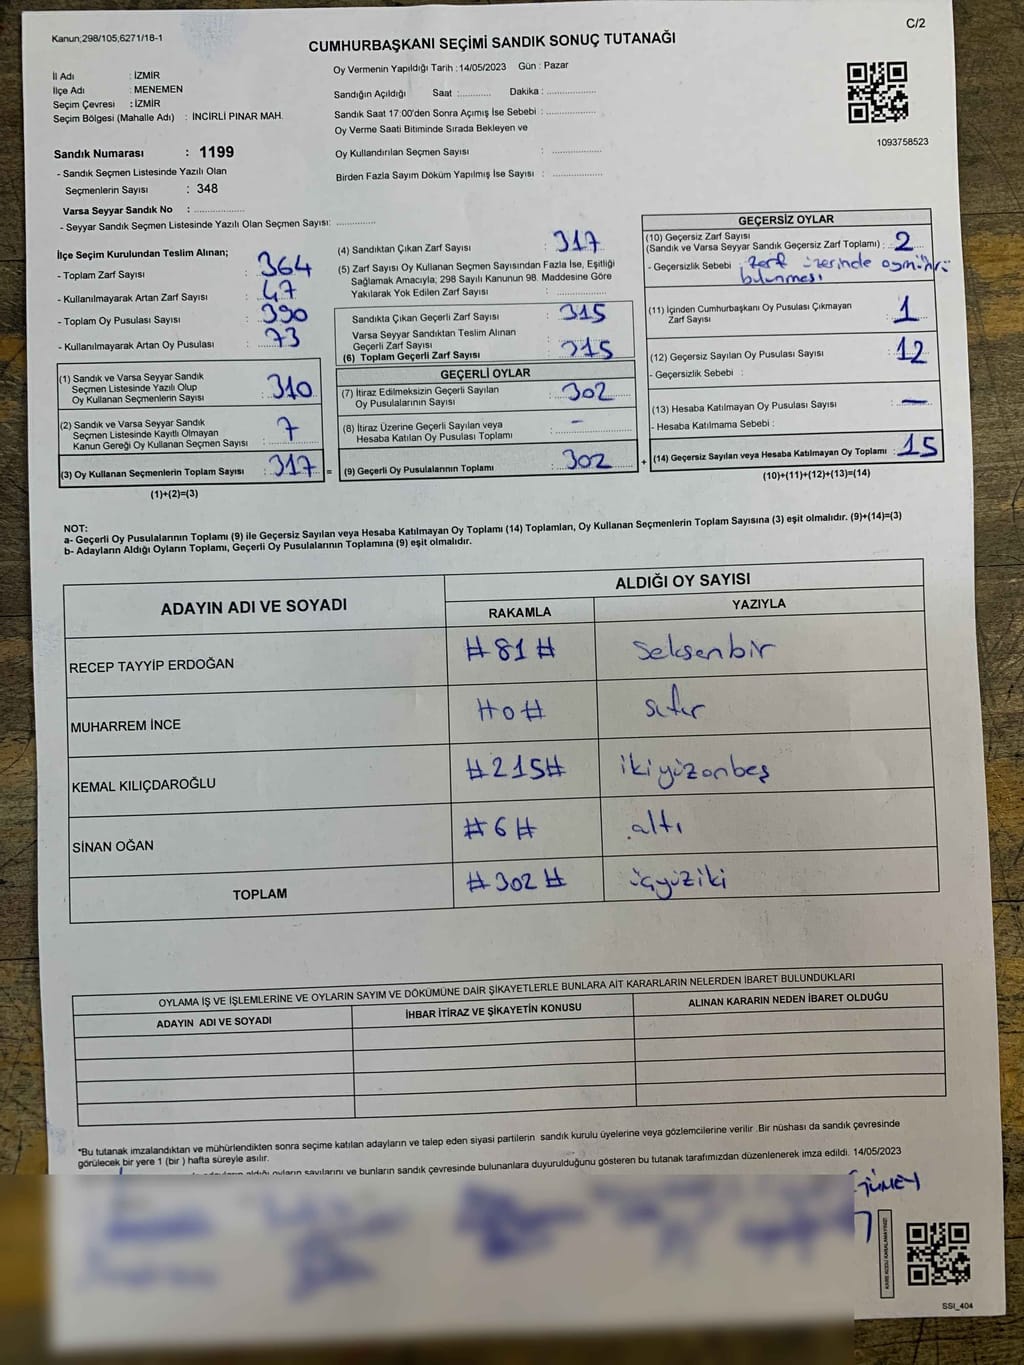 Kanun;298/105,6271/18-1
C/2
CUMHURBAŞKANI SEÇİMİ SANDIK SONUÇ TUTANAĞI
İl Adı : İZMİR
İlçe Adı : MENEMEN
Seçim Çevresi : İZMİR
Seçim Bölgesi (Mahalle Adı) : İNCİRLİ PINAR MAH.
Oy Vermenin Yapıldığı Tarih : 14/05/2023 Gün : Pazar
Sandığın Açıldığı Saat :............ Dakika : ................
Sandık Saat 17:00'den Sonra Açımış İse Sebebi : ................
Oy Verme Saati Bitiminde Sırada Bekleyen ve
Oy Kullandırılan Seçmen Sayısı : ................
Birden Fazla Sayım Döküm Yapılmış İse Sayısı : ................
1093758523
Sandık Numarası : 1199
- Sandık Seçmen Listesinde Yazılı Olan
Seçmenlerin Sayısı : 348
Varsa Seyyar Sandık No : ................
- Seyyar Sandık Seçmen Listesinde Yazılı Olan Seçmen Sayısı: ............
İlçe Seçim Kurulundan Teslim Alınan;
- Toplam Zarf Sayısı : 364
- Kullanılmayarak Artan Zarf Sayısı : 47
- Toplam Oy Pusulası Sayısı : 390
- Kullanılmayarak Artan Oy Pusulası : 73
(1) Sandık ve Varsa Seyyar Sandık
Seçmen Listesinde Yazılı Olup
Oy Kullanan Seçmenlerin Sayısı : 310
(2) Sandık ve Varsa Seyyar Sandık
Seçmen Listesinde Kayıtlı Olmayan
Kanun Gereği Oy Kullanan Seçmen Sayısı : 7
(3) Oy Kullanan Seçmenlerin Toplam Sayısı : 317 =
(1)+(2)=(3)
(4) Sandıktan Çıkan Zarf Sayısı : 317
(5) Zarf Sayısı Oy Kullanan Seçmen Sayısından Fazla İse, Eşitliği
Sağlamak Amacıyla, 298 Sayılı Kanunun 98. Maddesine Göre
Yakılarak Yok Edilen Zarf Sayısı : ................
Sandıkta Çıkan Geçerli Zarf Sayısı : 315
Varsa Seyyar Sandıktan Teslim Alınan
Geçerli Zarf Sayısı :
(6) Toplam Geçerli Zarf Sayısı 315
GEÇERLİ OYLAR
(7) İtiraz Edilmeksizin Geçerli Sayılan
Oy Pusulalarının Sayısı : 302
(8) İtiraz Üzerine Geçerli Sayılan veya
Hesaba Katılan Oy Pusulası Toplamı : -
(9) Geçerli Oy Pusulalarının Toplamı : 302 +
GEÇERSİZ OYLAR
(10) Geçersiz Zarf Sayısı
(Sandık ve Varsa Seyyar Sandık Geçersiz Zarf Toplamı) : 2
- Geçersizlik Sebebi : zarf üzerinde oy mührü
bulunması
(11) İçinden Cumhurbaşkanı Oy Pusulası Çıkmayan
Zarf Sayısı : 1
(12) Geçersiz Sayılan Oy Pusulası Sayısı : 12
- Geçersizlik Sebebi :
(13) Hesaba Katılmayan Oy Pusulası Sayısı : —
- Hesaba Katılmama Sebebi :
(14) Geçersiz Sayılan veya Hesaba Katılmayan Oy Toplamı : 15
(10)+(11)+(12)+(13)=(14)
NOT:
a- Geçerli Oy Pusulalarının Toplamı (9) ile Geçersiz Sayılan veya Hesaba Katılmayan Oy Toplamı (14) Toplamları, Oy Kullanan Seçmenlerin Toplam Sayısına (3) eşit olmalıdır. (9)+(14)=(3)
b- Adayların Aldığı Oyların Toplamı, Geçerli Oy Pusulalarının Toplamına (9) eşit olmalıdır.
ADAYIN ADI VE SOYADI
ALDIĞI OY SAYISI
RAKAMLA YAZIYLA
RECEP TAYYİP ERDOĞAN #81# seksenbir
MUHARREM İNCE #0# sıfır
KEMAL KILIÇDAROĞLU #215# ikiyüzonbeş
SİNAN OĞAN #6# altı
TOPLAM #302# üçyüziki
OYLAMA İŞ VE İŞLEMLERİNE VE OYLARIN SAYIM VE DÖKÜMÜNE DAİR ŞİKAYETLERLE BUNLARA AİT KARARLARIN NELERDEN İBARET BULUNDUKLARI
ADAYIN ADI VE SOYADI İHBAR İTİRAZ VE ŞİKAYETİN KONUSU ALINAN KARARIN NEDEN İBARET OLDUĞU
*Bu tutanak imzalandıktan ve mühürlendikten sonra seçime katılan adayların ve talep eden siyasi partilerin sandık kurulu üyelerine veya gözlemcilerine verilir .Bir nüshası da sandık çevresinde
görülecek bir yere 1 (bir ) hafta süreyle asılır.
aldığı oyların sayılarını ve bunların sandık çevresinde bulunanlara duyurulduğunu gösteren bu tutanak tarafımızdan düzenlenerek imza edildi. 14/05/2023
GÜNEY
SSI_404